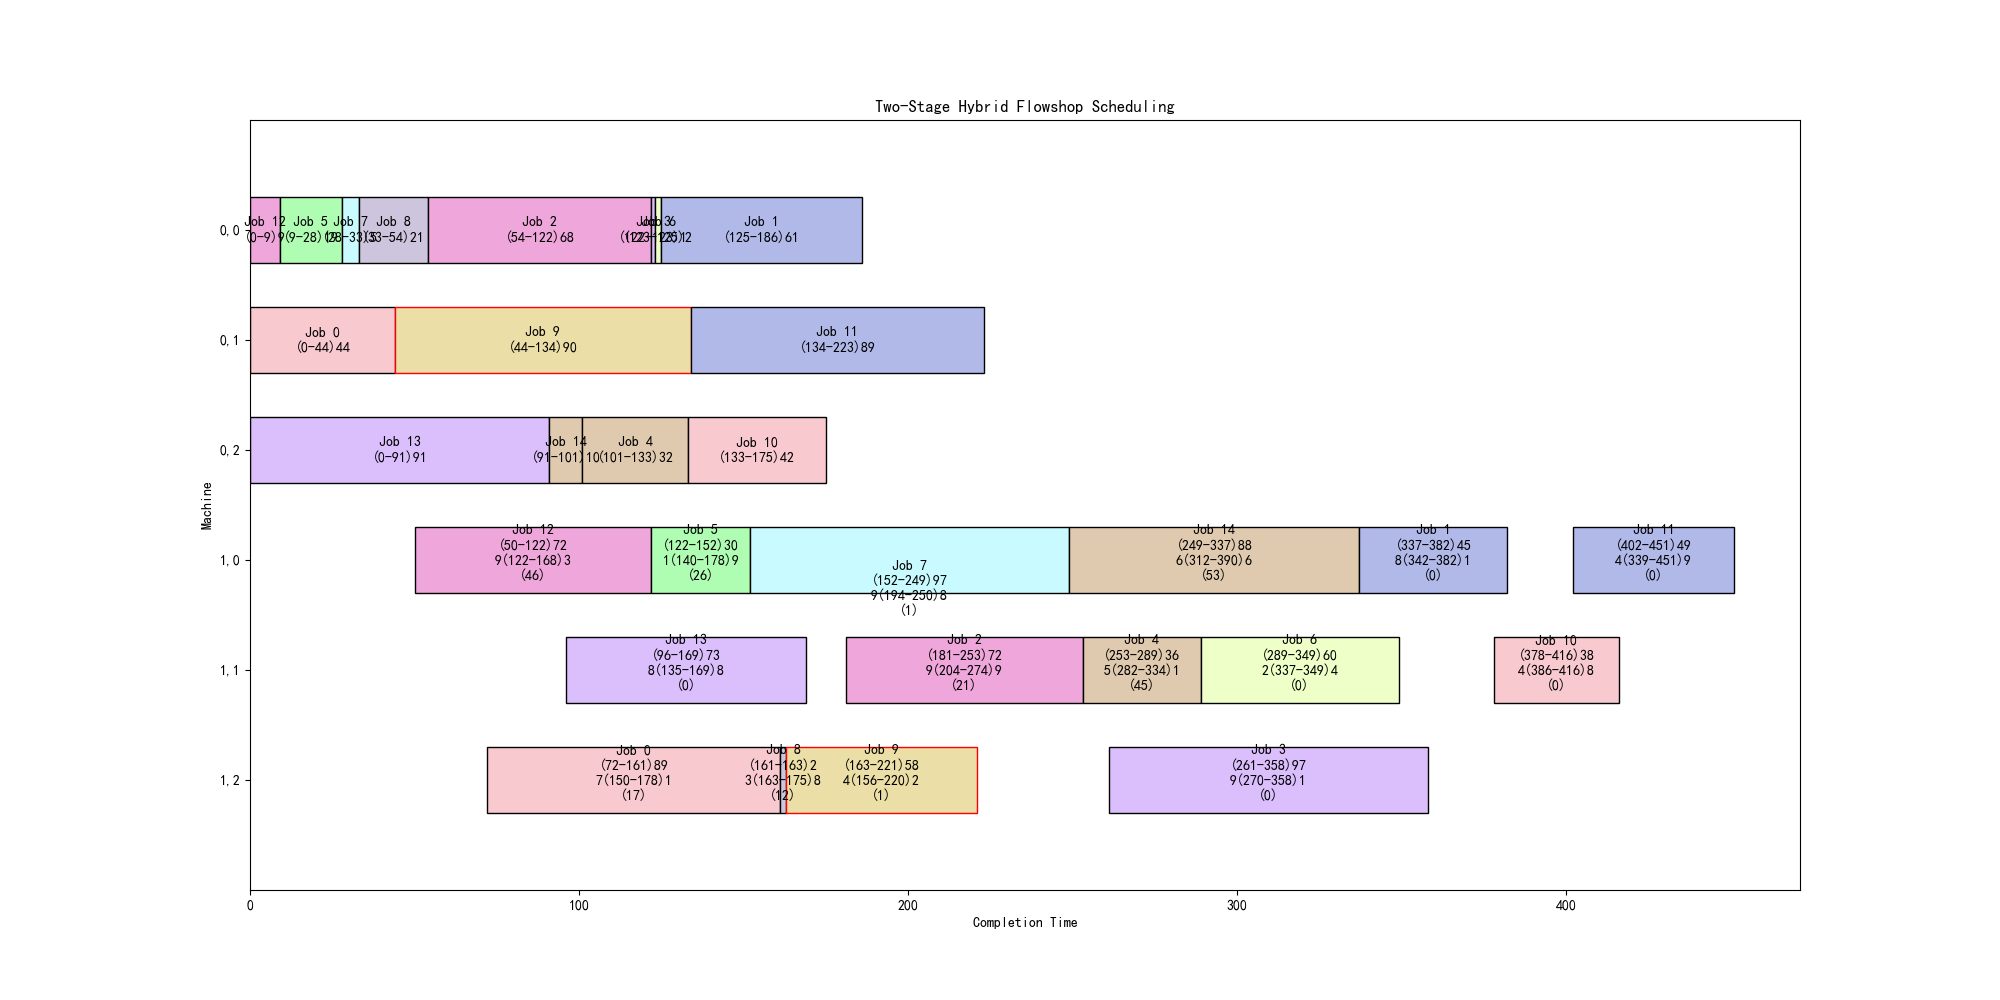 Two-Stage Hybrid Flowshop Scheduling
Machine
0,0
Job 12
(0-9)9
Job 5
(9-28)19
Job 7
(28-33)5
Job 8
(33-54)21
Job 2
(54-122)68
Job 3
(122-123)1
Job 6
(123-125)2
Job 1
(125-186)61
0,1
Job 0
(0-44)44
Job 9
(44-134)90
Job 11
(134-223)89
0,2
Job 13
(0-91)91
Job 14
(91-101)10
Job 4
(101-133)32
Job 10
(133-175)42
1,0
Job 12
(50-122)72
9(122-168)3
(46)
Job 5
(122-152)30
1(140-178)9
(26)
Job 7
(152-249)97
9(194-250)8
(1)
Job 14
(249-337)88
6(312-390)6
(53)
Job 1
(337-382)45
8(342-382)1
(0)
Job 11
(402-451)49
4(339-451)9
(0)
1,1
Job 13
(96-169)73
8(135-169)8
(0)
Job 2
(181-253)72
9(204-274)9
(21)
Job 4
(253-289)36
5(282-334)1
(45)
Job 6
(289-349)60
2(337-349)4
(0)
Job 10
(378-416)38
4(386-416)8
(0)
1,2
Job 0
(72-161)89
7(150-178)1
(17)
Job 8
(161-163)2
3(163-175)8
(12)
Job 9
(163-221)58
4(156-220)2
(1)
Job 3
(261-358)97
9(270-358)1
(0)
0
100
200
300
400
Completion Time